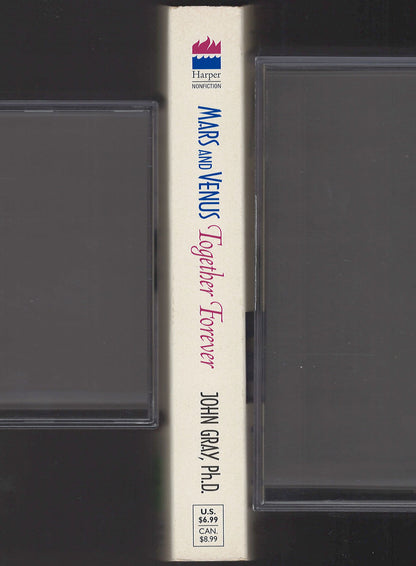 Harper
NONFICTION
MARS AND VENUS Together Forever
JOHN GRAY, Ph.D.
U.S.
$6.99
CAN.
$8.99